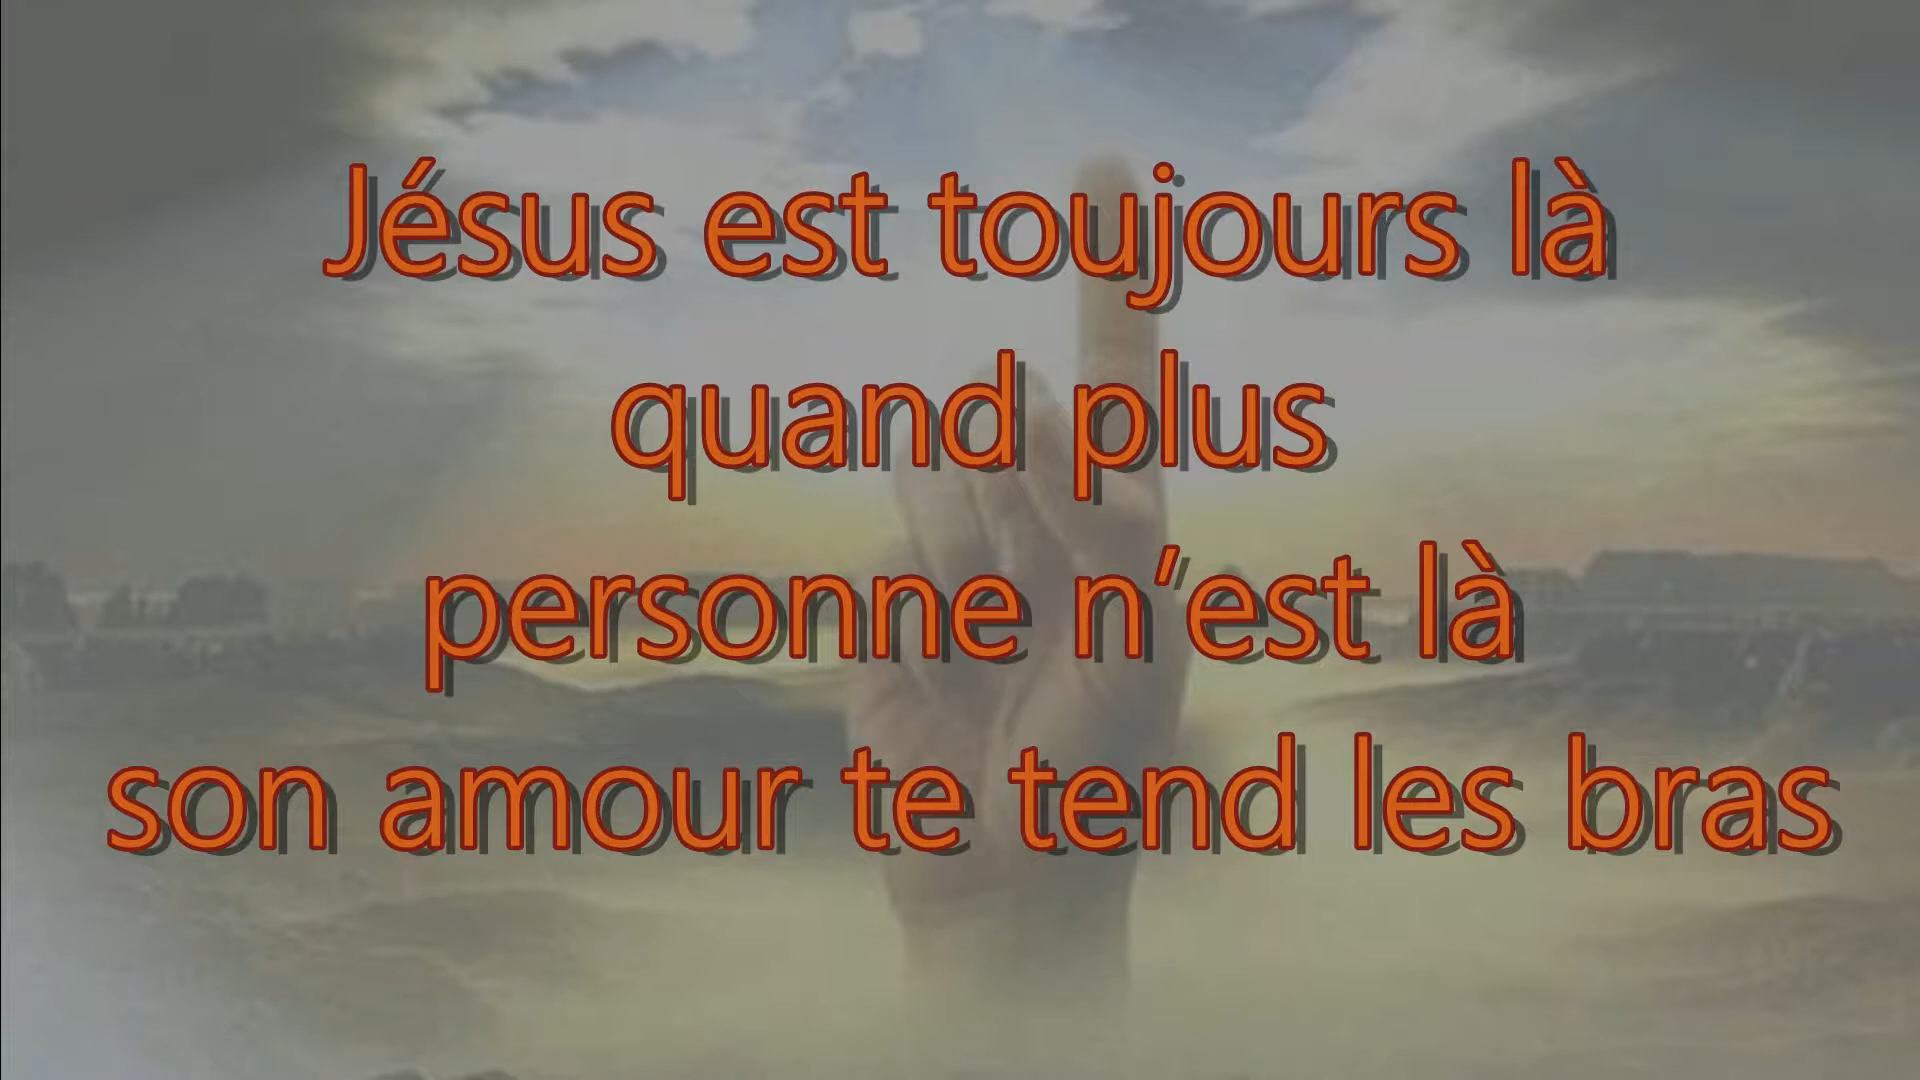 Jésus est toujours là
quand plus
personne n’est là
son amour te tend les bras